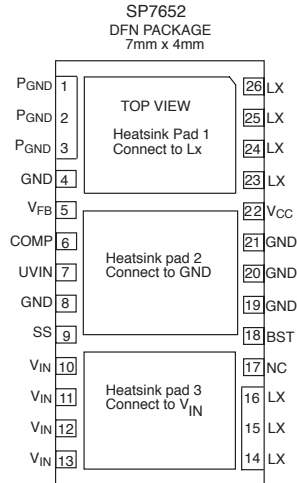 SP7652
DFN PACKAGE
7mm x 4mm
TOP VIEW
Heatsink Pad 1
Connect to Lx
Heatsink pad 2
Connect to GND
Heatsink pad 3
Connect to VIN
PGND 1
PGND 2
PGND 3
GND 4
VFB 5
COMP 6
UVIN 7
GND 8
SS 9
VIN 10
VIN 11
VIN 12
VIN 13
26 LX
25 LX
24 LX
23 LX
22 VCC
21 GND
20 GND
19 GND
18 BST
17 NC
16 LX
15 LX
14 LX